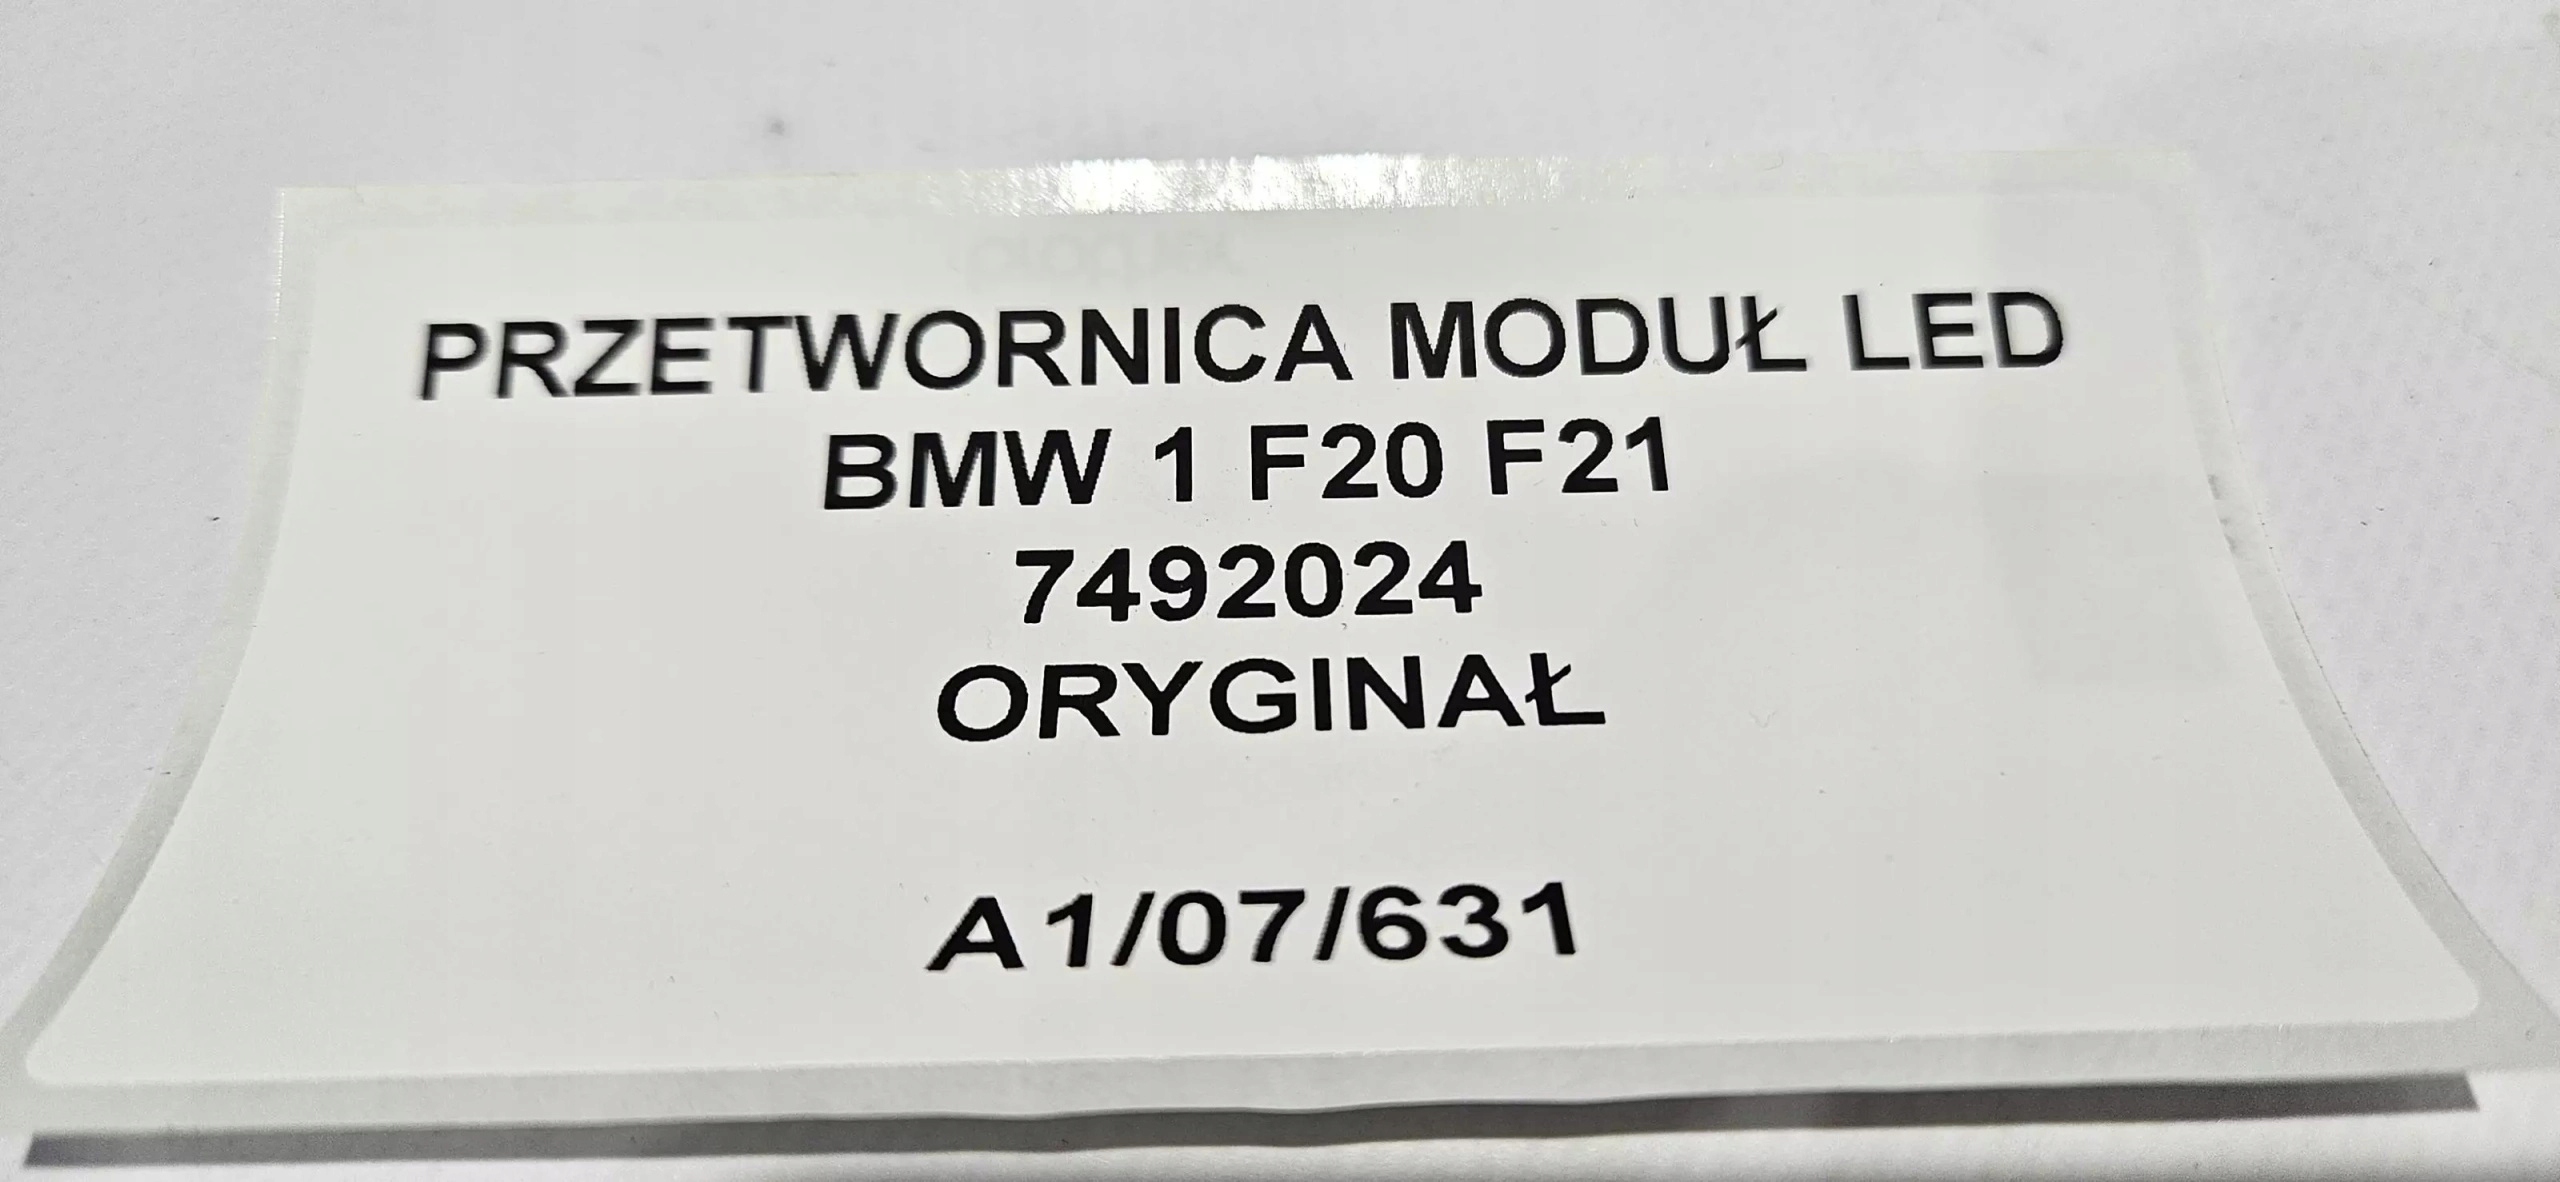 PRZETWORNICA MODUŁ LED
BMW 1 F20 F21
7492024
ORYGINAŁ
A1/07/631